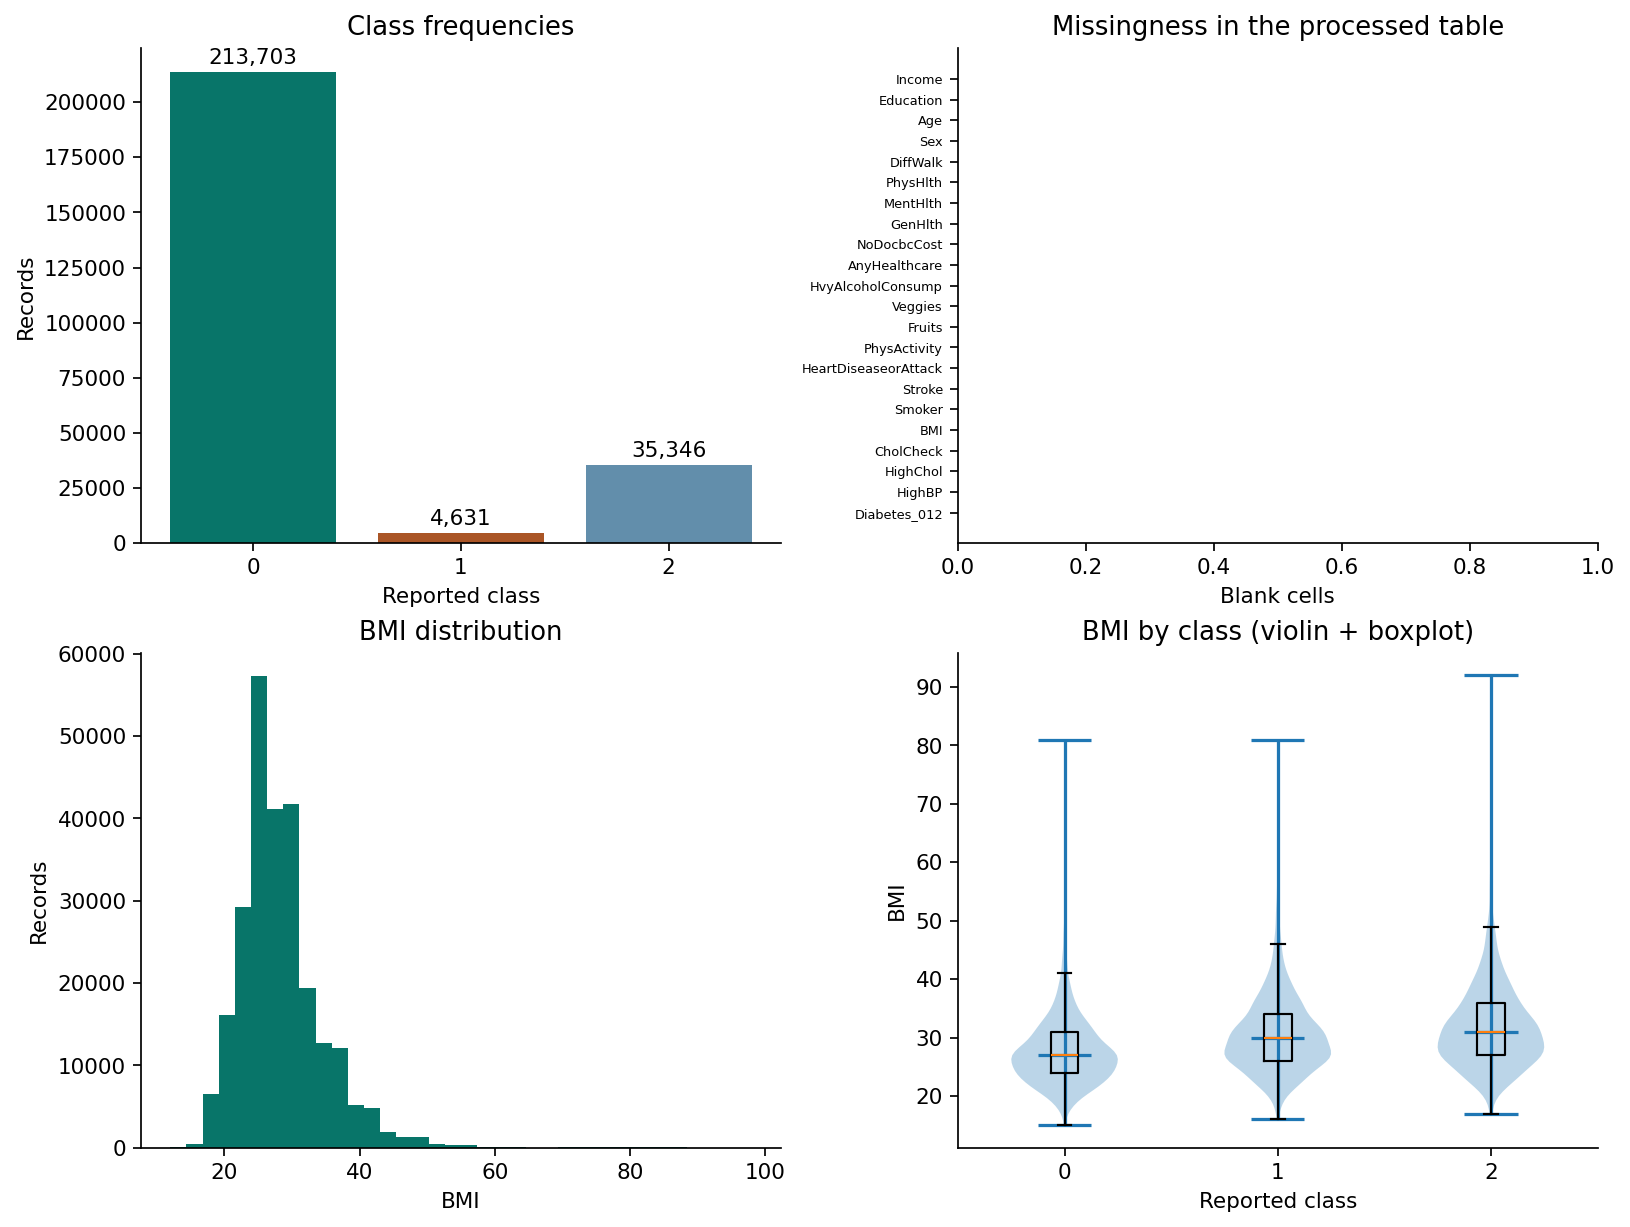 Class frequencies
213,703
4,631
35,346
200000
175000
150000
125000
100000
75000
50000
25000
0
Records
0 1 2
Reported class
Missingness in the processed table
Income
Education
Age
Sex
DiffWalk
PhysHlth
MentHlth
GenHlth
NoDocbcCost
AnyHealthcare
HvyAlcoholConsump
Veggies
Fruits
PhysActivity
HeartDiseaseorAttack
Stroke
Smoker
BMI
CholCheck
HighChol
HighBP
Diabetes_012
0.0 0.2 0.4 0.6 0.8 1.0
Blank cells
BMI distribution
60000
50000
40000
30000
20000
10000
0
Records
20 40 60 80 100
BMI
BMI by class (violin + boxplot)
90
80
70
60
50
40
30
20
BMI
0 1 2
Reported class